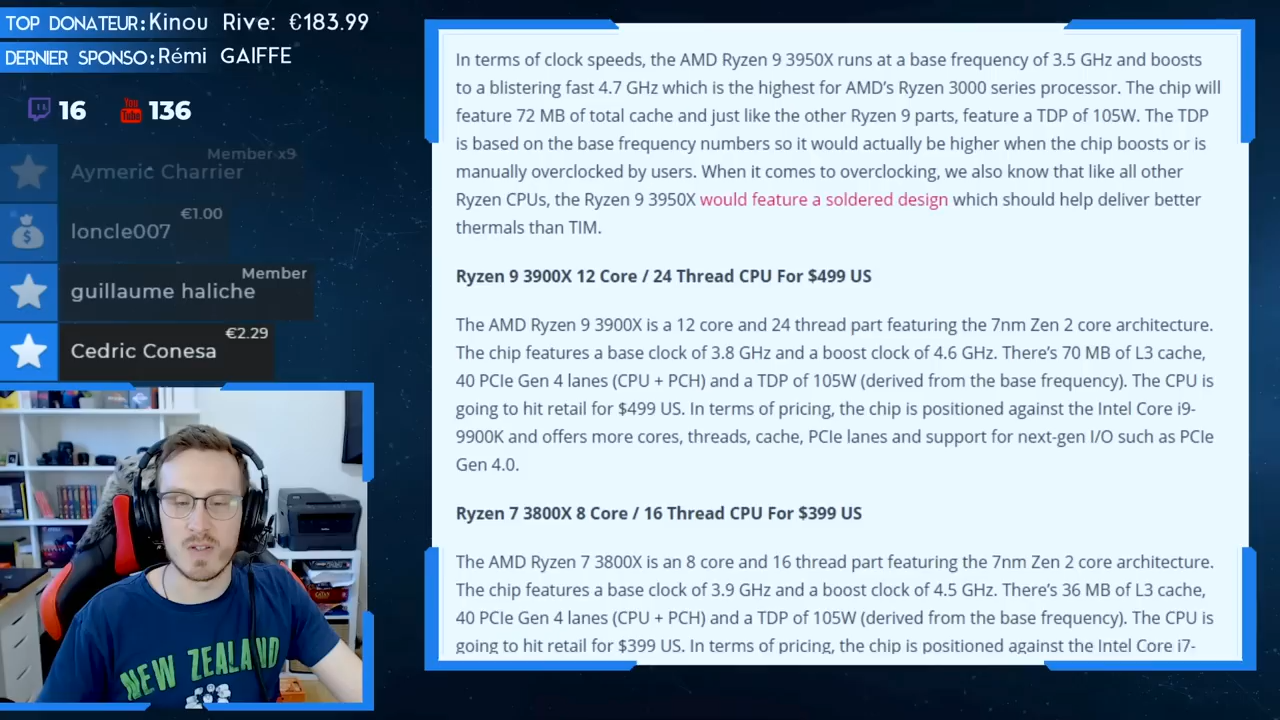 TOP DONATEUR: Kinou Rive: €183.99
DERNIER SPONSO: Rémi GAIFFE
16
You Tube 136
Member x9
Aymeric Charrier
€1.00
loncle007
Member
guillaume haliche
€2.29
Cedric Conesa
NEW ZEALAND
In terms of clock speeds, the AMD Ryzen 9 3950X runs at a base frequency of 3.5 GHz and boosts
to a blistering fast 4.7 GHz which is the highest for AMD's Ryzen 3000 series processor. The chip will
feature 72 MB of total cache and just like the other Ryzen 9 parts, feature a TDP of 105W. The TDP
is based on the base frequency numbers so it would actually be higher when the chip boosts or is
manually overclocked by users. When it comes to overclocking, we also know that like all other
Ryzen CPUs, the Ryzen 9 3950X would feature a soldered design which should help deliver better
thermals than TIM.
Ryzen 9 3900X 12 Core / 24 Thread CPU For $499 US
The AMD Ryzen 9 3900X is a 12 core and 24 thread part featuring the 7nm Zen 2 core architecture.
The chip features a base clock of 3.8 GHz and a boost clock of 4.6 GHz. There's 70 MB of L3 cache,
40 PCIe Gen 4 lanes (CPU + PCH) and a TDP of 105W (derived from the base frequency). The CPU is
going to hit retail for $499 US. In terms of pricing, the chip is positioned against the Intel Core i9-
9900K and offers more cores, threads, cache, PCIe lanes and support for next-gen I/O such as PCIe
Gen 4.0.
Ryzen 7 3800X 8 Core / 16 Thread CPU For $399 US
The AMD Ryzen 7 3800X is an 8 core and 16 thread part featuring the 7nm Zen 2 core architecture.
The chip features a base clock of 3.9 GHz and a boost clock of 4.5 GHz. There's 36 MB of L3 cache,
40 PCIe Gen 4 lanes (CPU + PCH) and a TDP of 105W (derived from the base frequency). The CPU is
going to hit retail for $399 US. In terms of pricing, the chip is positioned against the Intel Core i7-